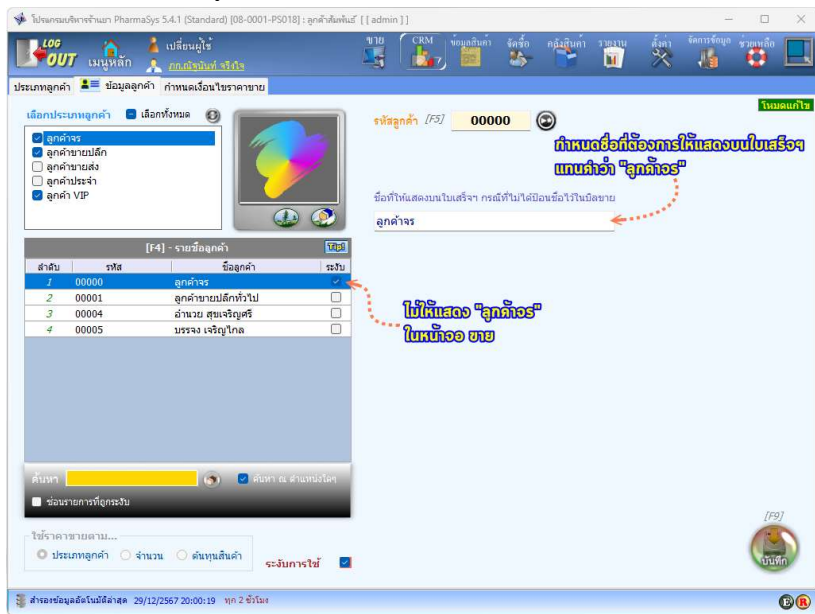 โปรแกรมบริหารร้านยา PharmaSys 5.4.1 (Standard) [08-0001-PS018] : ลูกค้าสัมพันธ์ [ [ admin ] ]
LOG OUT
เมนูหลัก
เปลี่ยนผู้ใช้
ขาย
CRM
ข้อมูลสินค้า
จัดซื้อ
คลังสินค้า
รายงาน
ตั้งค่า
จัดการข้อมูล
ช่วยเหลือ
ประเภทลูกค้า
ข้อมูลลูกค้า
กำหนดเงื่อนไขราคาขาย
โหมดแก้ไข
เลือกประเภทลูกค้า
เลือกทั้งหมด
ลูกค้าจร
ลูกค้าขายปลีก
ลูกค้าขายส่ง
ลูกค้าประจำ
ลูกค้า VIP
รหัสลูกค้า [F5] 00000
กำหนดชื่อที่ต้องการให้แสดงบนใบเสร็จฯ
แทนคำว่า "ลูกค้าจร"
ชื่อที่ให้แสดงบนใบเสร็จฯ กรณีที่ไม่ได้ป้อนชื่อไว้ในบิลขาย
ลูกค้าจร
[F4] - รายชื่อลูกค้า
ลำดับ รหัส ชื่อลูกค้า ระงับ
1 00000 ลูกค้าจร
2 00001 ลูกค้าขายปลีกทั่วไป
3 00004 อำนวย สุขเจริญศรี
4 00005 บรรจง เจริญไกล
ไม่ให้แสดง "ลูกค้าจร"
ในหน้าจอ ขาย
ค้นหา
ค้นหา ณ ตำแหน่งใดๆ
ซ่อนรายการที่ถูกระงับ
ใช้ราคาขายตาม...
ประเภทลูกค้า
จำนวน
ต้นทุนสินค้า
ระงับการใช้
[F9]
บันทึก
สำรองข้อมูลอัตโนมัติล่าสุด 29/12/2567 20:00:19 ทุก 2 ชั่วโมง
E R